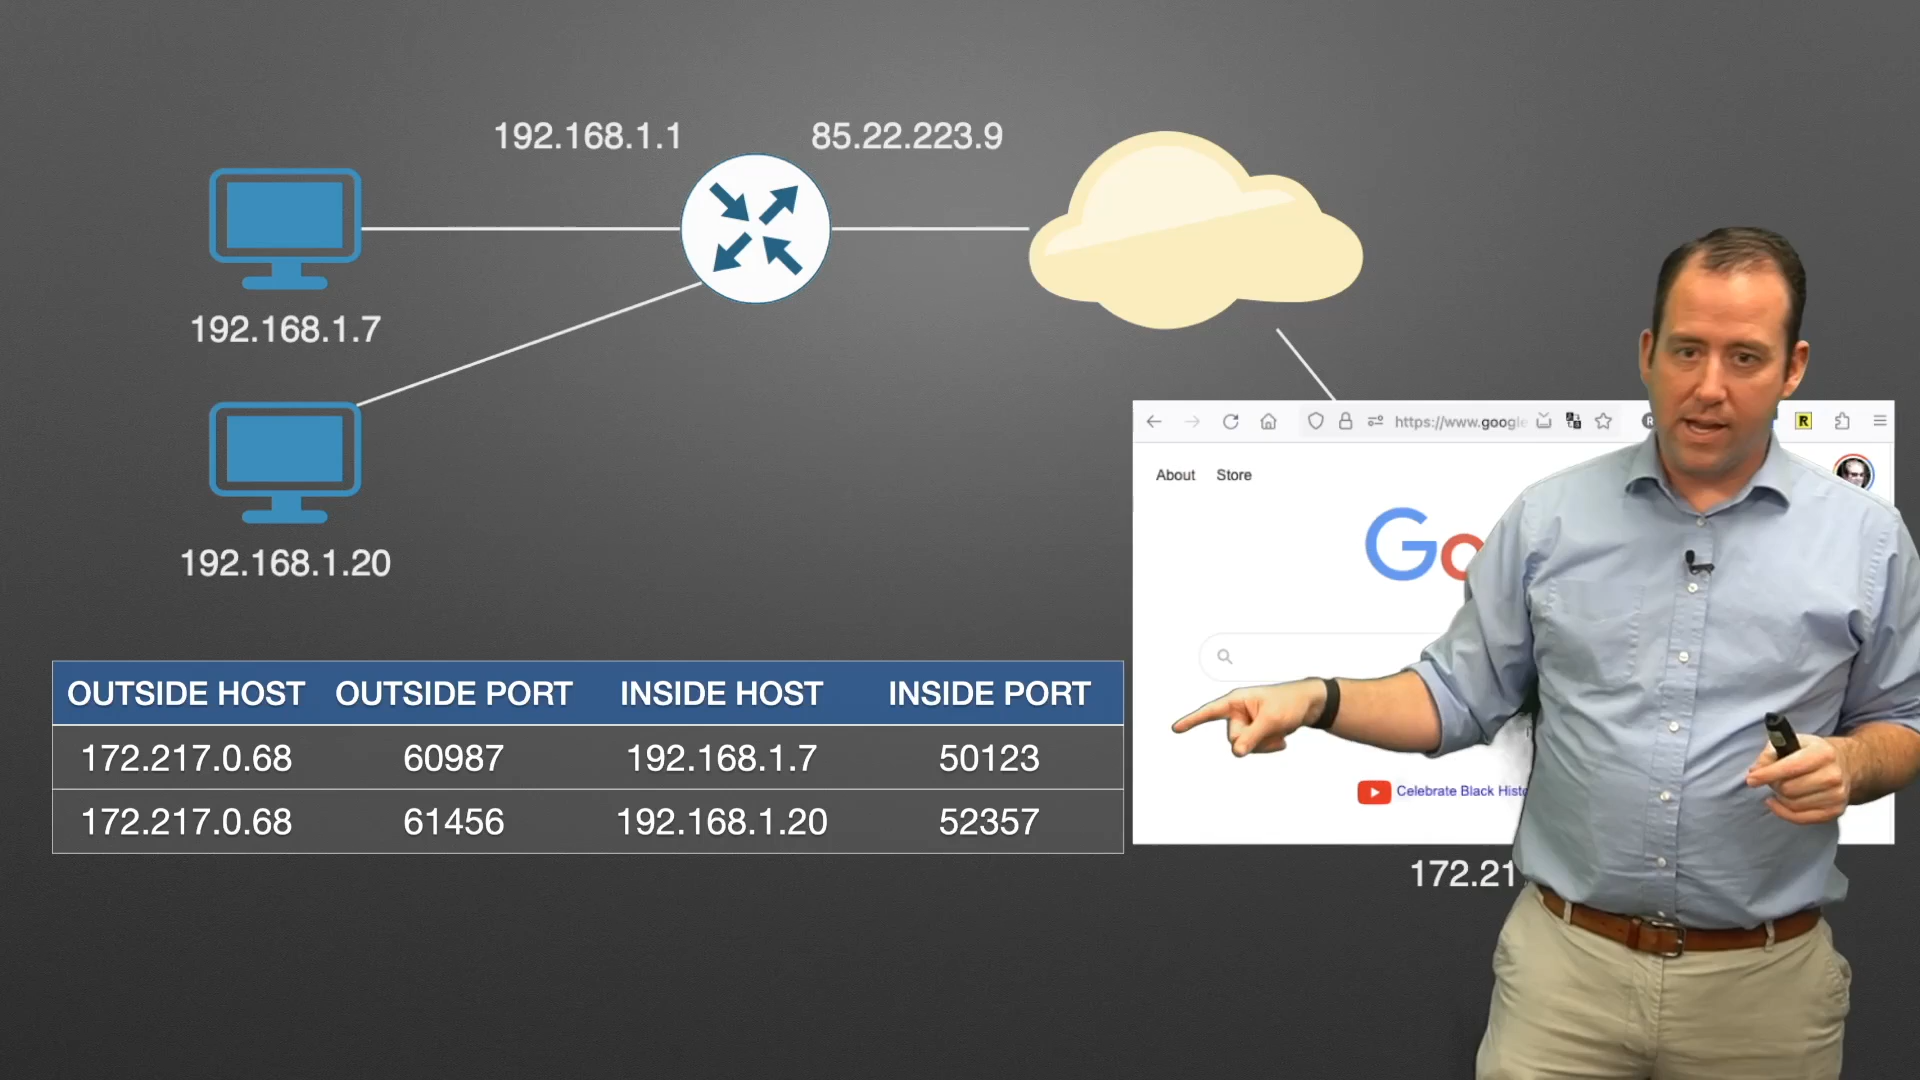 192.168.1.1 85.22.223.9
192.168.1.7
192.168.1.20
https://www.google
R
About Store
Go
OUTSIDE HOST OUTSIDE PORT INSIDE HOST INSIDE PORT
172.217.0.68 60987 192.168.1.7 50123
172.217.0.68 61456 192.168.1.20 52357
Celebrate Black
172.21